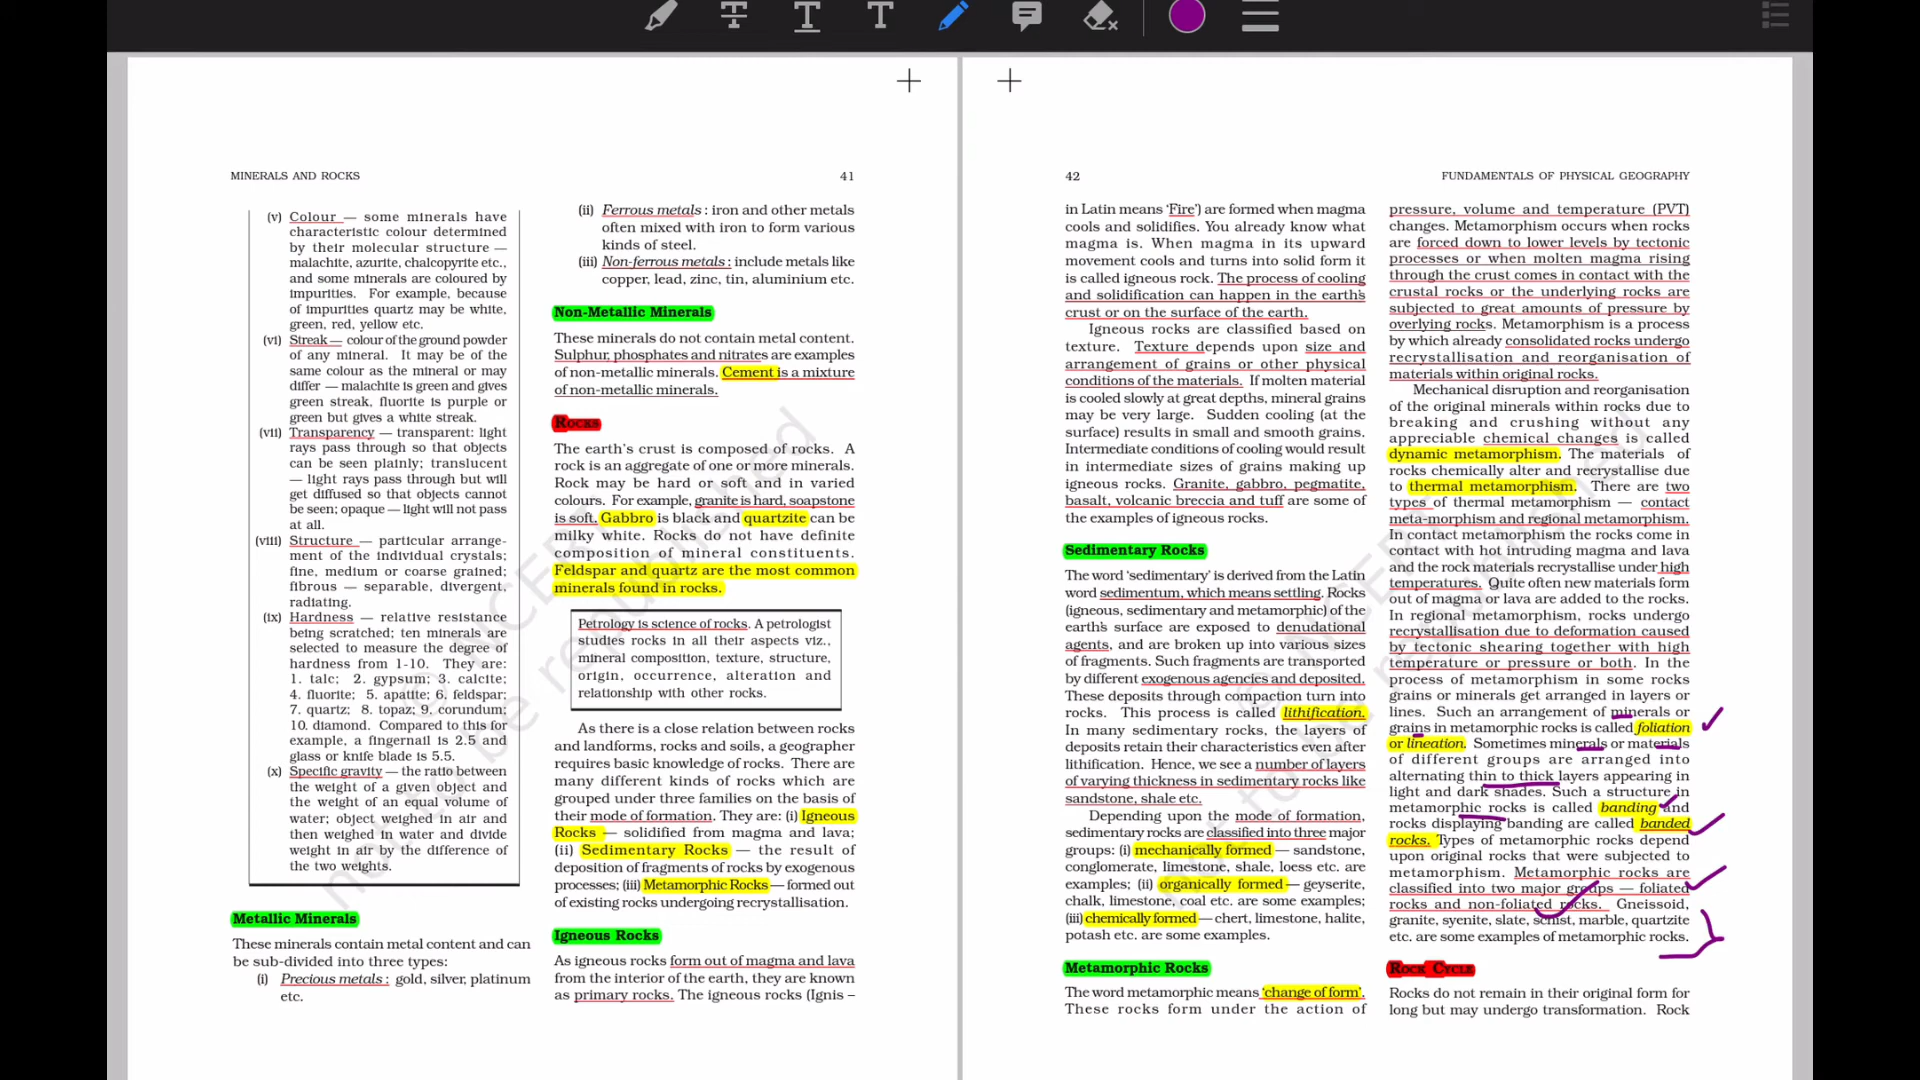 MINERALS AND ROCKS 41
(v) Colour — some minerals have
characteristic colour determined
by their molecular structure —
malachite, azurite, chalcopyrite etc.,
and some minerals are coloured by
impurities. For example, because
of impurities quartz may be white,
green, red, yellow etc.
(vi) Streak — colour of the ground powder
of any mineral. It may be of the
same colour as the mineral or may
differ — malachite is green and gives
green streak, fluorite is purple or
green but gives a white streak.
(vii) Transparency — transparent: light
rays pass through so that objects
can be seen plainly; translucent
— light rays pass through but will
get diffused so that objects cannot
be seen; opaque — light will not pass
at all.
(viii) Structure — particular arrange-
ment of the individual crystals;
fine, medium or coarse grained;
fibrous — separable, divergent,
radiating.
(ix) Hardness — relative resistance
being scratched; ten minerals are
selected to measure the degree of
hardness from 1-10. They are:
1. talc; 2. gypsum; 3. calcite;
4. fluorite; 5. apatite; 6. feldspar;
7. quartz; 8. topaz; 9. corundum;
10. diamond. Compared to this for
example, a fingernail is 2.5 and
glass or knife blade is 5.5.
(x) Specific gravity — the ratio between
the weight of a given object and
the weight of an equal volume of
water; object weighed in air and
then weighed in water and divide
weight in air by the difference of
the two weights.
Metallic Minerals
These minerals contain metal content and can
be sub-divided into three types:
(i) Precious metals : gold, silver, platinum
etc.
(ii) Ferrous metals : iron and other metals
often mixed with iron to form various
kinds of steel.
(iii) Non-ferrous metals : include metals like
copper, lead, zinc, tin, aluminium etc.
Non-Metallic Minerals
These minerals do not contain metal content.
Sulphur, phosphates and nitrates are examples
of non-metallic minerals. Cement is a mixture
of non-metallic minerals.
ROCKS
The earth's crust is composed of rocks. A
rock is an aggregate of one or more minerals.
Rock may be hard or soft and in varied
colours. For example, granite is hard, soapstone
is soft. Gabbro is black and quartzite can be
milky white. Rocks do not have definite
composition of mineral constituents.
Feldspar and quartz are the most common
minerals found in rocks.
Petrology is science of rocks. A petrologist
studies rocks in all their aspects viz.,
mineral composition, texture, structure,
origin, occurrence, alteration and
relationship with other rocks.
As there is a close relation between rocks
and landforms, rocks and soils, a geographer
requires basic knowledge of rocks. There are
many different kinds of rocks which are
grouped under three families on the basis of
their mode of formation. They are: (i) Igneous
Rocks — solidified from magma and lava;
(ii) Sedimentary Rocks — the result of
deposition of fragments of rocks by exogenous
processes; (iii) Metamorphic Rocks — formed out
of existing rocks undergoing recrystallisation.
Igneous Rocks
As igneous rocks form out of magma and lava
from the interior of the earth, they are known
as primary rocks. The igneous rocks (Ignis –
© NCERT
not to be republished
42 FUNDAMENTALS OF PHYSICAL GEOGRAPHY
in Latin means ‘Fire’) are formed when magma
cools and solidifies. You already know what
magma is. When magma in its upward
movement cools and turns into solid form it
is called igneous rock. The process of cooling
and solidification can happen in the earth's
crust or on the surface of the earth.
Igneous rocks are classified based on
texture. Texture depends upon size and
arrangement of grains or other physical
conditions of the materials. If molten material
is cooled slowly at great depths, mineral grains
may be very large. Sudden cooling (at the
surface) results in small and smooth grains.
Intermediate conditions of cooling would result
in intermediate sizes of grains making up
igneous rocks. Granite, gabbro, pegmatite,
basalt, volcanic breccia and tuff are some of
the examples of igneous rocks.
Sedimentary Rocks
The word ‘sedimentary’ is derived from the Latin
word sedimentum, which means settling. Rocks
(igneous, sedimentary and metamorphic) of the
earth's surface are exposed to denudational
agents, and are broken up into various sizes
of fragments. Such fragments are transported
by different exogenous agencies and deposited.
These deposits through compaction turn into
rocks. This process is called lithification.
In many sedimentary rocks, the layers of
deposits retain their characteristics even after
lithification. Hence, we see a number of layers
of varying thickness in sedimentary rocks like
sandstone, shale etc.
Depending upon the mode of formation,
sedimentary rocks are classified into three major
groups: (i) mechanically formed — sandstone,
conglomerate, limestone, shale, loess etc. are
examples; (ii) organically formed — geyserite,
chalk, limestone, coal etc. are some examples;
(iii) chemically formed — chert, limestone, halite,
potash etc. are some examples.
Metamorphic Rocks
The word metamorphic means ‘change of form’.
These rocks form under the action of
pressure, volume and temperature (PVT)
changes. Metamorphism occurs when rocks
are forced down to lower levels by tectonic
processes or when molten magma rising
through the crust comes in contact with the
crustal rocks or the underlying rocks are
subjected to great amounts of pressure by
overlying rocks. Metamorphism is a process
by which already consolidated rocks undergo
recrystallisation and reorganisation of
materials within original rocks.
Mechanical disruption and reorganisation
of the original minerals within rocks due to
breaking and crushing without any
appreciable chemical changes is called
dynamic metamorphism. The materials of
rocks chemically alter and recrystallise due
to thermal metamorphism. There are two
types of thermal metamorphism — contact
meta-morphism and regional metamorphism.
In contact metamorphism the rocks come in
contact with hot intruding magma and lava
and the rock materials recrystallise under high
temperatures. Quite often new materials form
out of magma or lava are added to the rocks.
In regional metamorphism, rocks undergo
recrystallisation due to deformation caused
by tectonic shearing together with high
temperature or pressure or both. In the
process of metamorphism in some rocks
grains or minerals get arranged in layers or
lines. Such an arrangement of minerals or
grains in metamorphic rocks is called foliation
or lineation. Sometimes minerals or materials
of different groups are arranged into
alternating thin to thick layers appearing in
light and dark shades. Such a structure in
metamorphic rocks is called banding and
rocks displaying banding are called banded
rocks. Types of metamorphic rocks depend
upon original rocks that were subjected to
metamorphism. Metamorphic rocks are
classified into two major groups — foliated
rocks and non-foliated rocks. Gneissoid,
granite, syenite, slate, schist, marble, quartzite
etc. are some examples of metamorphic rocks.
ROCK CYCLE
Rocks do not remain in their original form for
long but may undergo transformation. Rock
© NCERT
not to be republished